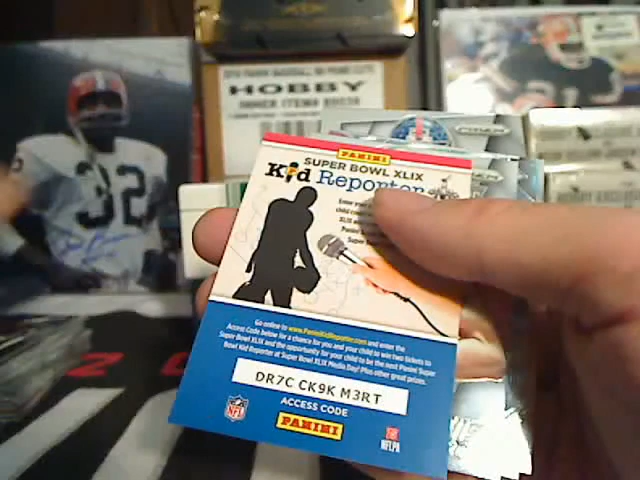 HOBBY
32
21
PANINI
SUPER BOWL XLIX
Kid Reporter
Go online to www.PaniniKidReporter.com and enter the
Access Code below for a chance for you and your child to win two tickets to
Super Bowl XLIX and the opportunity for your child to be the next Panini Super
Bowl Kid Reporter at Super Bowl XLIX Media Day! Plus other great prizes.
DR7C CK9K M3RT
ACCESS CODE
NFL
PANINI
NFLPA